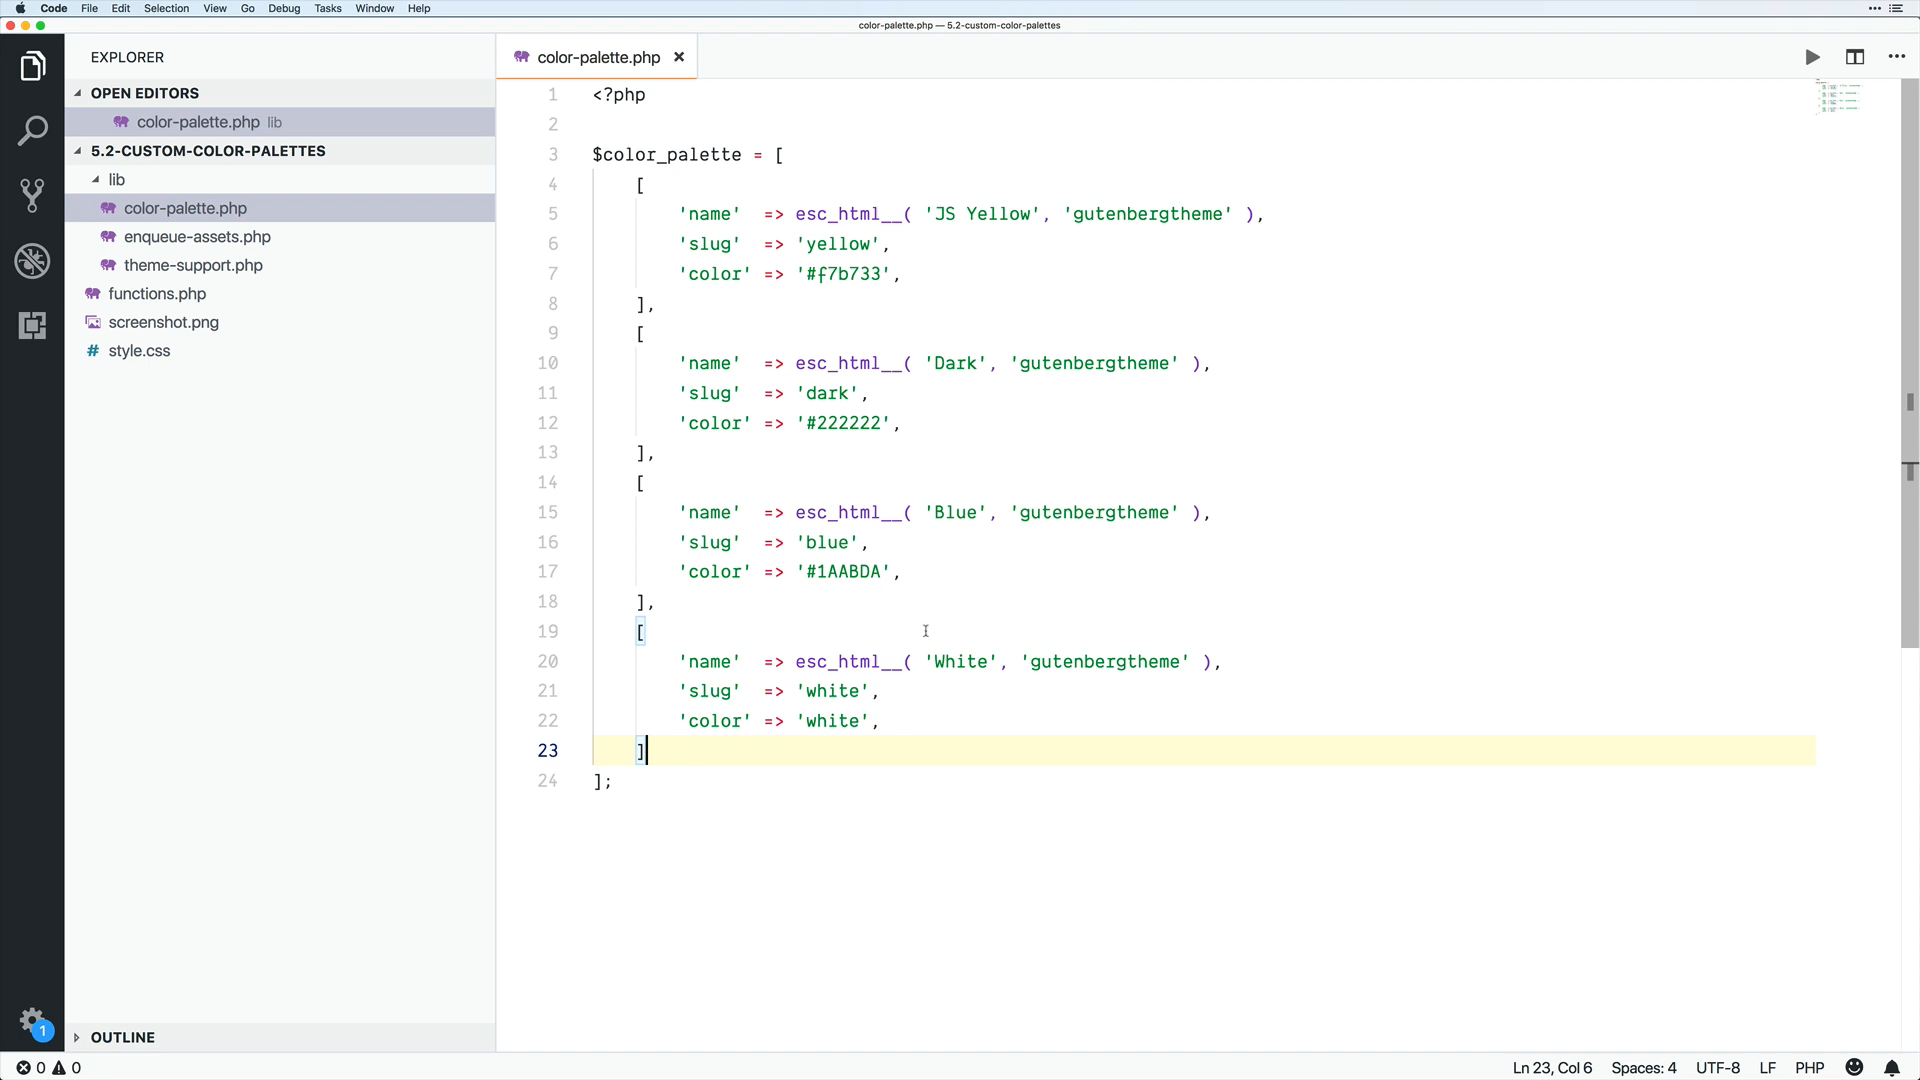 Code File Edit Selection View Go Debug Tasks Window Help
color-palette.php — 5.2-custom-color-palettes
EXPLORER
OPEN EDITORS
color-palette.php lib
5.2-CUSTOM-COLOR-PALETTES
lib
color-palette.php
enqueue-assets.php
theme-support.php
functions.php
screenshot.png
# style.css
OUTLINE
1
color-palette.php
1 <?php
2
3 $color_palette = [
4 [
5 'name' => esc_html__( 'JS Yellow', 'gutenbergtheme' ),
6 'slug' => 'yellow',
7 'color' => '#f7b733',
8 ],
9 [
10 'name' => esc_html__( 'Dark', 'gutenbergtheme' ),
11 'slug' => 'dark',
12 'color' => '#222222',
13 ],
14 [
15 'name' => esc_html__( 'Blue', 'gutenbergtheme' ),
16 'slug' => 'blue',
17 'color' => '#1AABDA',
18 ],
19 [
20 'name' => esc_html__( 'White', 'gutenbergtheme' ),
21 'slug' => 'white',
22 'color' => 'white',
23 ]
24 ];
0 0 Ln 23, Col 6 Spaces: 4 UTF-8 LF PHP